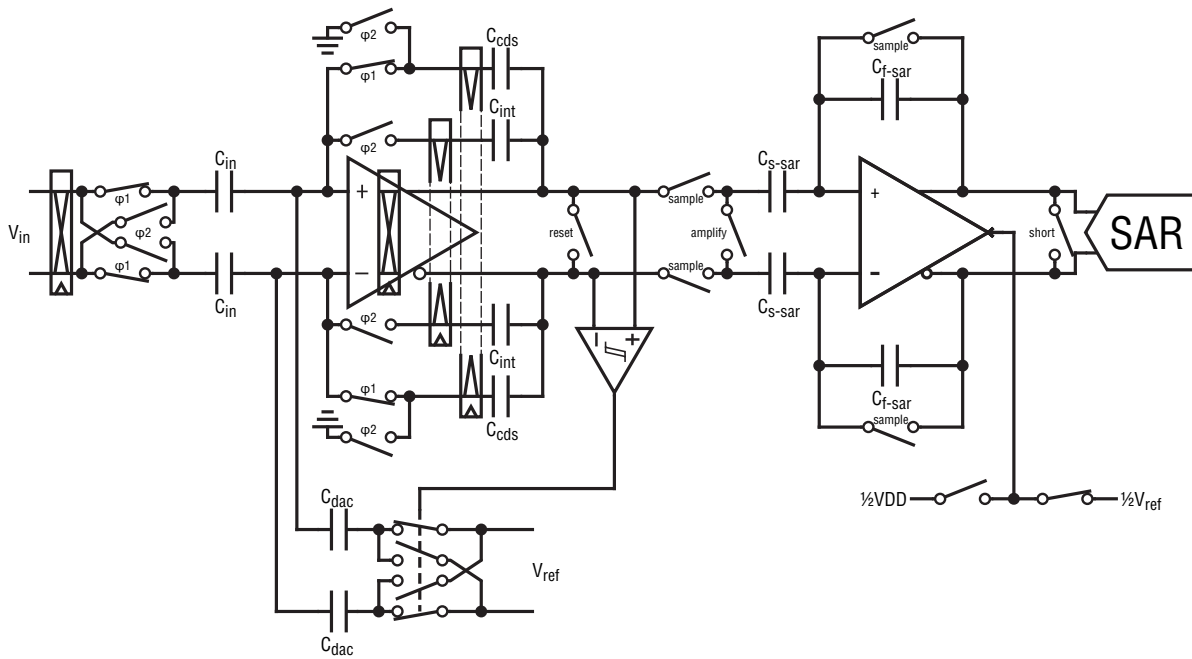 φ2
C_cds
sample
φ1
C_f-sar
C_int
φ2
C_in
C_s-sar
+
+
φ1
sample
V_in
φ2
reset
amplify
short
SAR
φ1
–
sample
–
C_in
C_s-sar
φ2
– +
C_int
φ1
C_f-sar
sample
C_cds
φ2
C_dac
½VDD
½V_ref
V_ref
C_dac